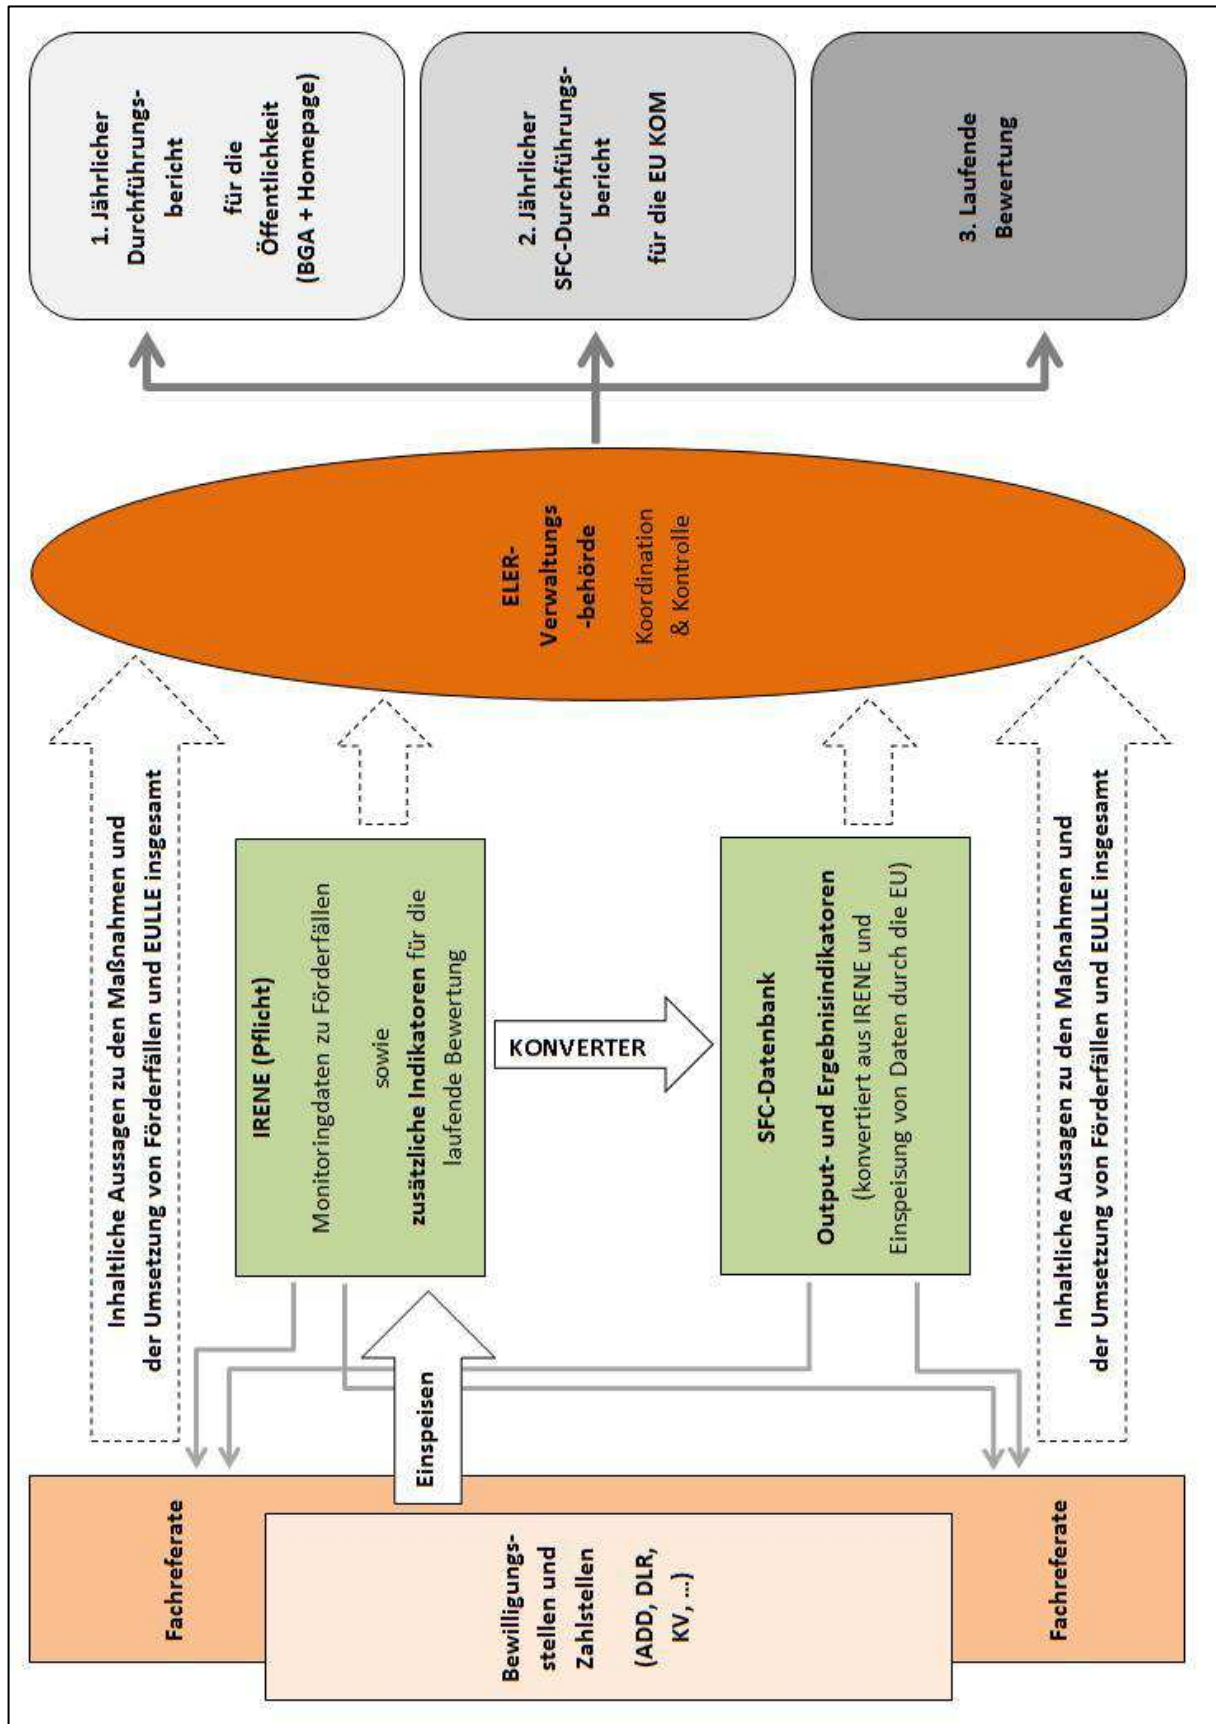 Fachreferate
Bewilligungs-
stellen und
Zahlstellen
(ADD, DLR,
KV, ...)
Fachreferate
Einspeisen
Inhaltliche Aussagen zu den Maßnahmen und
der Umsetzung von Förderfällen und EULLE insgesamt
IRENE (Pflicht)
Monitoringdaten zu Förderfällen
sowie
zusätzliche Indikatoren für die
laufende Bewertung
KONVERTER
SFC-Datenbank
Output- und Ergebnisindikatoren
(konvertiert aus IRENE und
Einspeisung von Daten durch die EU)
Inhaltliche Aussagen zu den Maßnahmen und
der Umsetzung von Förderfällen und EULLE insgesamt
ELER-
Verwaltungs
-behörde
Koordination
& Kontrolle
1. Jährlicher
Durchführungs-
bericht
für die
Öffentlichkeit
(BGA + Homepage)
2. Jährlicher
SFC-Durchführungs-
bericht
für die EU KOM
3. Laufende
Bewertung